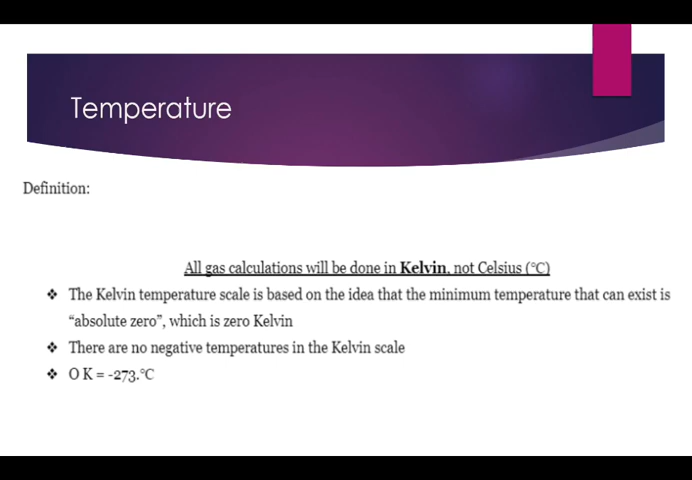 Temperature
Definition:
All gas calculations will be done in Kelvin, not Celsius (°C)
❖ The Kelvin temperature scale is based on the idea that the minimum temperature that can exist is
“absolute zero”, which is zero Kelvin
❖ There are no negative temperatures in the Kelvin scale
❖ O K = -273.°C